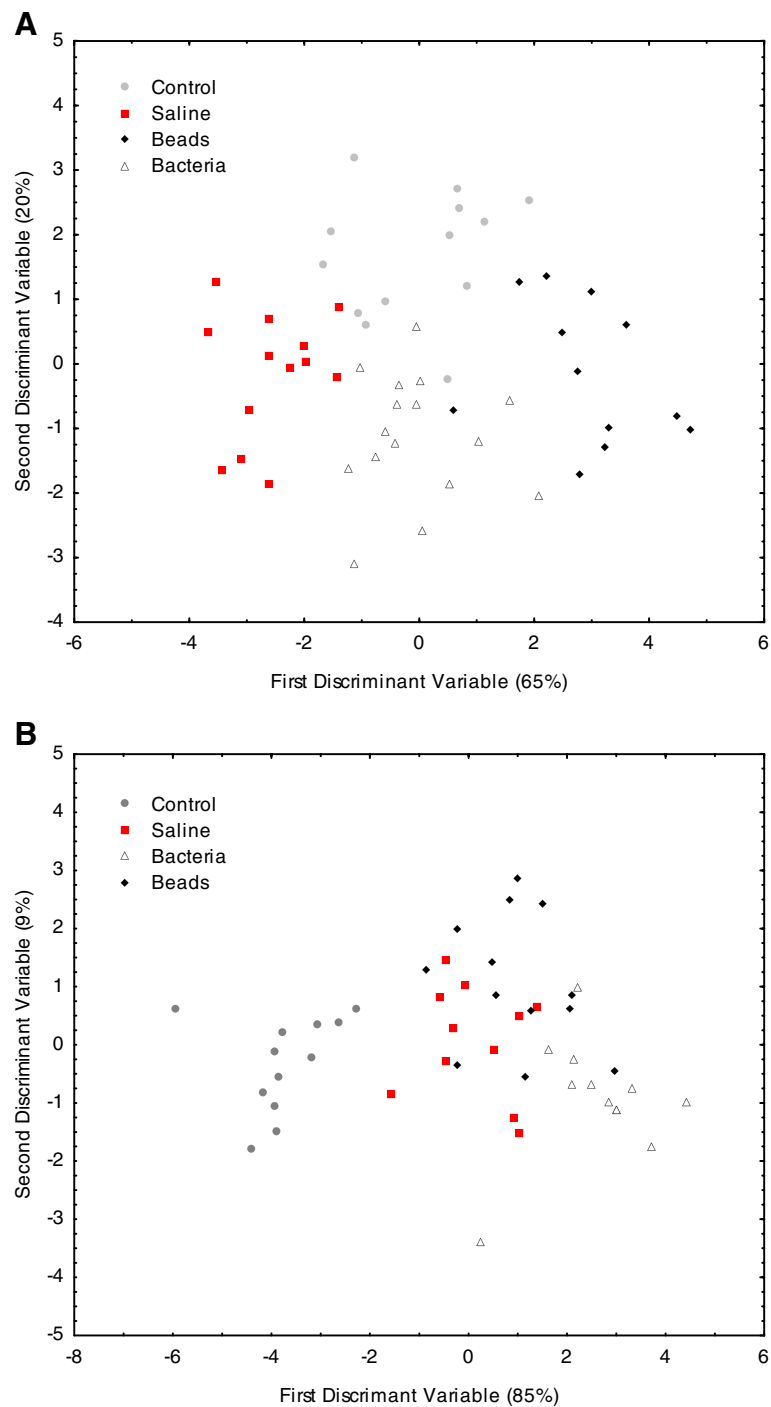 A
5
4
3
2
1
0
-1
-2
-3
-4
Second Discriminant Variable (20%)
Control
Saline
Beads
Bacteria
-6
-4
-2
0
2
4
6
First Discriminant Variable (65%)
B
5
4
3
2
1
0
-1
-2
-3
-4
-5
Second Discriminant Variable (9%)
Control
Saline
Bacteria
Beads
-8
-6
-4
-2
0
2
4
6
First Discrimant Variable (85%)